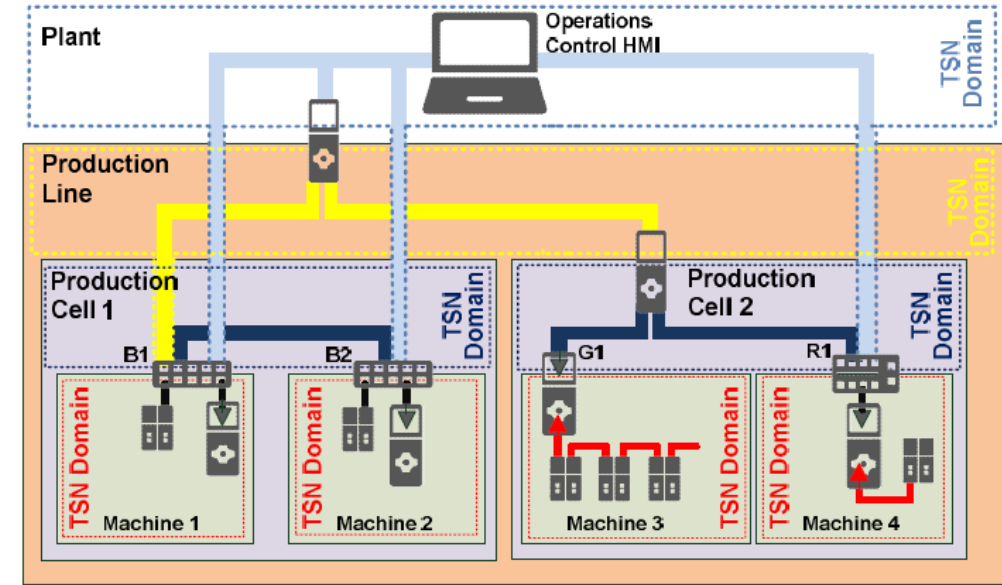 Plant
Operations
Control HMI
TSN
Domain
Production
Line
TSN
Domain
Production
Cell 1
TSN
Domain
Production
Cell 2
TSN
Domain
B1
B2
G1
R1
TSN Domain
Machine 1
TSN Domain
Machine 2
Machine 3
TSN Domain
TSN Domain
Machine 4